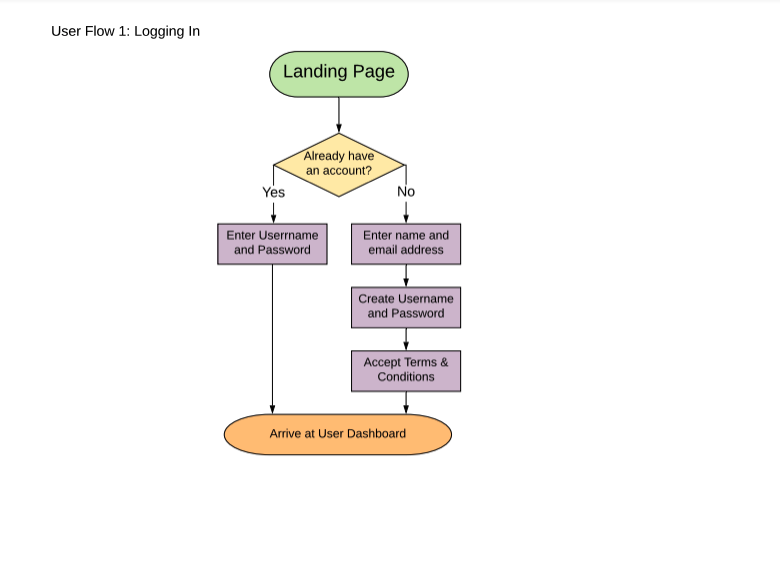 User Flow 1: Logging In
Landing Page
Already have
an account?
Yes
No
Enter Userrname
and Password
Enter name and
email address
Create Username
and Password
Accept Terms &
Conditions
Arrive at User Dashboard